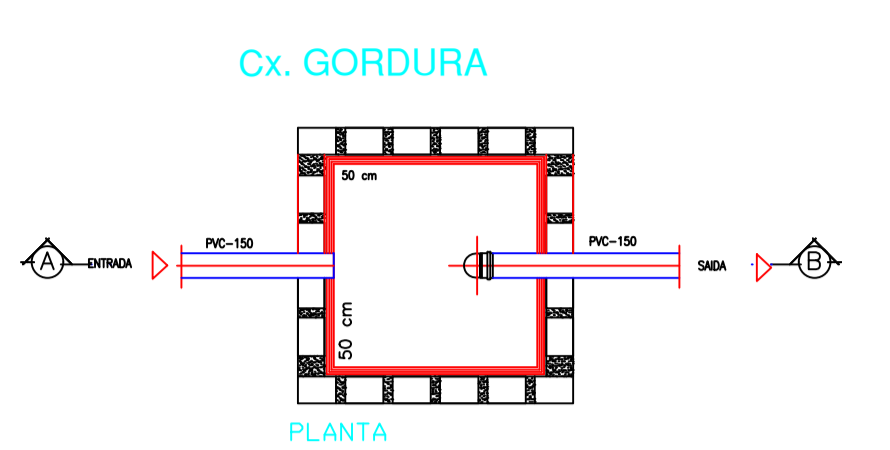 Cx. GORDURA
50 cm
PVC-150
PVC-150
A
ENTRADA
SAIDA
B
50 cm
PLANTA